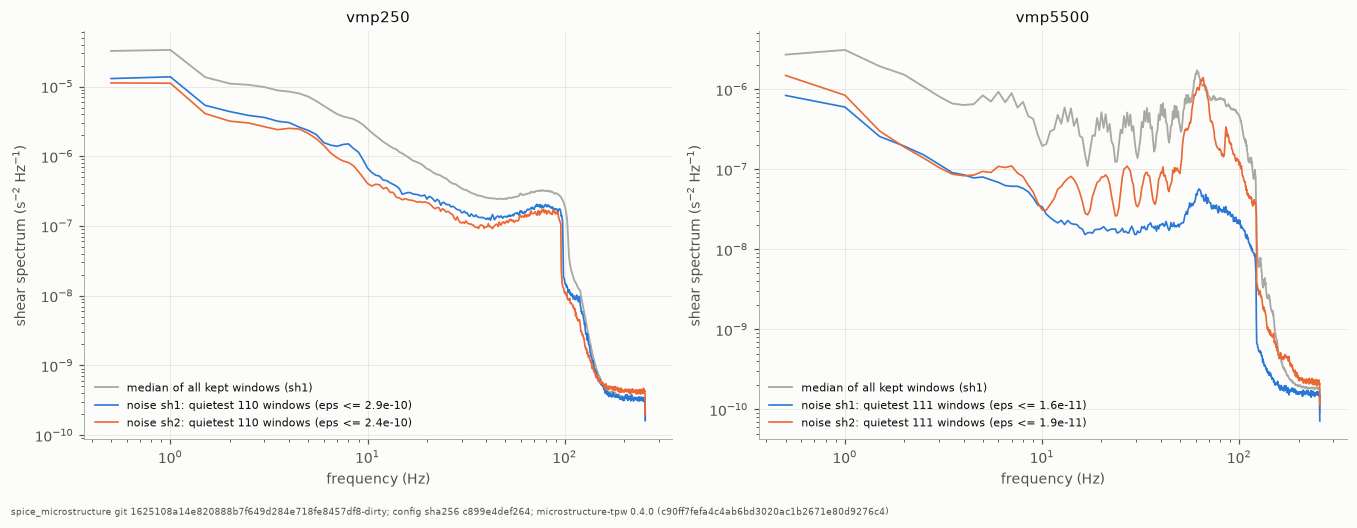 vmp250
vmp5500
shear spectrum (s⁻² Hz⁻¹)
10⁻⁵
10⁻⁶
10⁻⁷
10⁻⁸
10⁻⁹
10⁻¹⁰
median of all kept windows (sh1)
noise sh1: quietest 110 windows (eps <= 2.9e-10)
noise sh2: quietest 110 windows (eps <= 2.4e-10)
10⁰
10¹
10²
frequency (Hz)
shear spectrum (s⁻² Hz⁻¹)
10⁻⁶
10⁻⁷
10⁻⁸
10⁻⁹
10⁻¹⁰
median of all kept windows (sh1)
noise sh1: quietest 111 windows (eps <= 1.6e-11)
noise sh2: quietest 111 windows (eps <= 1.9e-11)
10⁰
10¹
10²
frequency (Hz)
spice_microstructure git 1625108a14e820888b7f649d284e718fe8457df8-dirty; config sha256 c899e4def264; microstructure-tpw 0.4.0 (c90ff7fefa4c4ab6bd3020ac1b2671e80d9276c4)